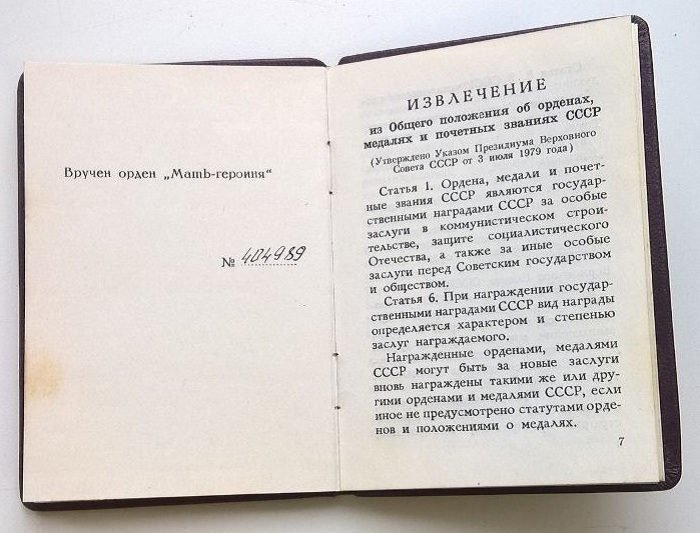 Вручен орден „Мать-героиня“
№ 404989
ИЗВЛЕЧЕНИЕ
из Общего положения об орденах,
медалях и почетных званиях СССР
(Утверждено Указом Президиума Верховного
Совета СССР от 3 июля 1979 года)
Статья 1. Ордена, медали и почет-
ные звания СССР являются государ-
ственными наградами СССР за особые
заслуги в коммунистическом строи-
тельстве, защите социалистического
Отечества, а также за иные особые
заслуги перед Советским государством
и обществом.
Статья 6. При награждении государ-
ственными наградами СССР вид награды
определяется характером и степенью
заслуг награждаемого.
Награжденные орденами, медалями
СССР могут быть за новые заслуги
вновь награждены такими же или дру-
гими орденами и медалями СССР, если
иное не предусмотрено статутами орде-
нов и положениями о медалях.
7